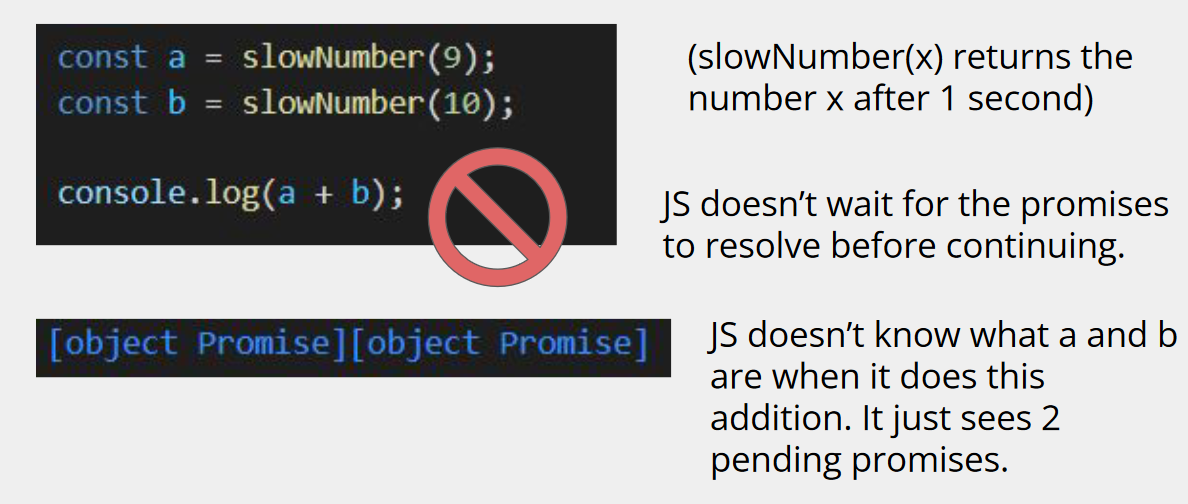 const a = slowNumber(9);
const b = slowNumber(10);
console.log(a + b);
(slowNumber(x) returns the
number x after 1 second)
JS doesn’t wait for the promises
to resolve before continuing.
[object Promise][object Promise]
JS doesn’t know what a and b
are when it does this
addition. It just sees 2
pending promises.